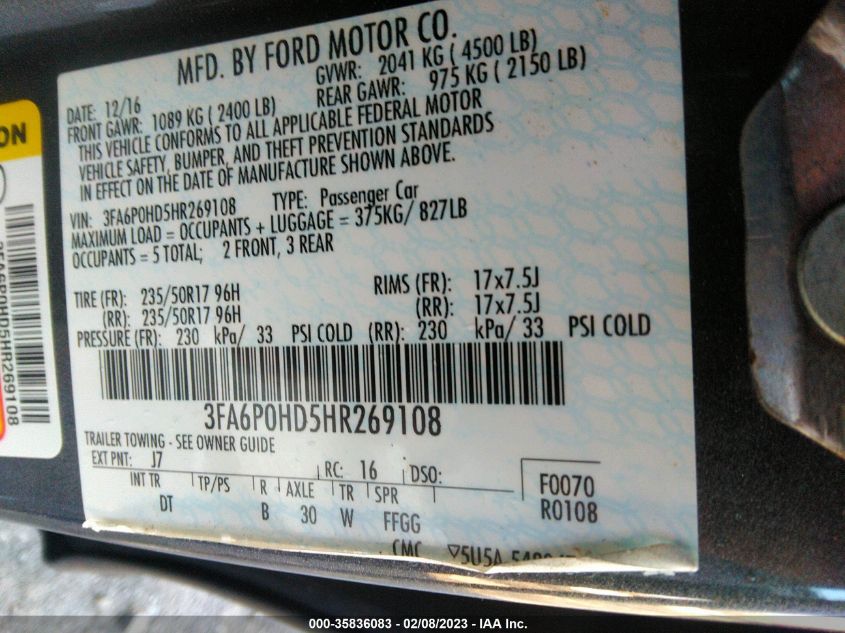 MFD. BY FORD MOTOR CO.
DATE: 12/16 GVWR: 2041 KG ( 4500 LB)
FRONT GAWR: 1089 KG ( 2400 LB) REAR GAWR: 975 KG ( 2150 LB)
THIS VEHICLE CONFORMS TO ALL APPLICABLE FEDERAL MOTOR
VEHICLE SAFETY, BUMPER, AND THEFT PREVENTION STANDARDS
IN EFFECT ON THE DATE OF MANUFACTURE SHOWN ABOVE.
VIN: 3FA6P0HD5HR269108 TYPE: Passenger Car
MAXIMUM LOAD = OCCUPANTS + LUGGAGE = 375KG/ 827LB
OCCUPANTS = 5 TOTAL; 2 FRONT, 3 REAR
TIRE (FR): 235/50R17 96H RIMS (FR): 17x7.5J
(RR): 235/50R17 96H (RR): 17x7.5J
PRESSURE (FR): 230 kPa/ 33 PSI COLD (RR): 230 kPa/ 33 PSI COLD
3FA6P0HD5HR269108
TRAILER TOWING - SEE OWNER GUIDE
EXT PNT: J7 RC: 16 DSO:
INT TR TP/PS R AXLE TR SPR F0070
DT B 30 W FFGG R0108
CMC ▽5U5A
ON
3FA6P0HD5HR269108
000-35836083 / 02/08/2023 - IAA Inc.